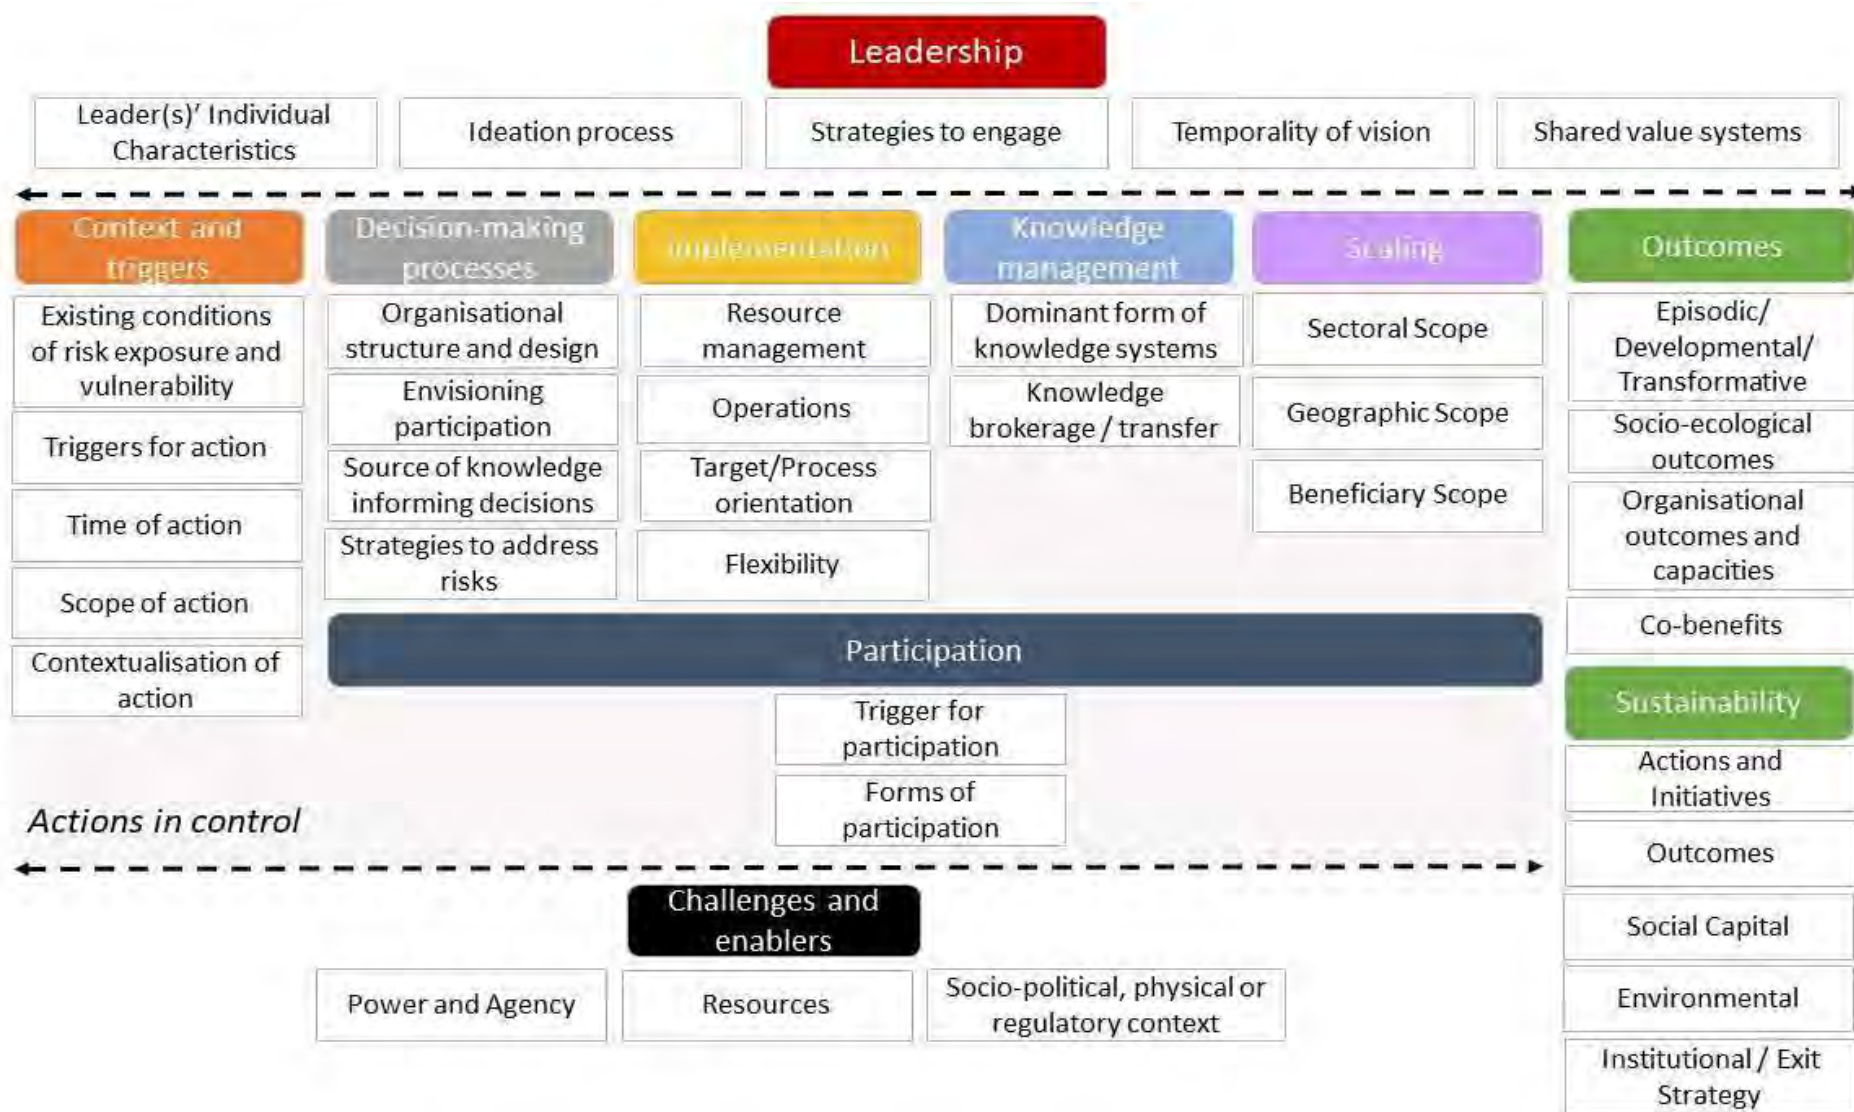 Leadership
Leader(s)' Individual
Characteristics
Ideation process
Strategies to engage
Temporality of vision
Shared value systems
Context and
triggers
Existing conditions
of risk exposure and
vulnerability
Triggers for action
Time of action
Scope of action
Contextualisation of
action
Decision-making
processes
Organisational
structure and design
Envisioning
participation
Source of knowledge
informing decisions
Strategies to address
risks
Implementation
Resource
management
Operations
Target/Process
orientation
Flexibility
Knowledge
management
Dominant form of
knowledge systems
Knowledge
brokerage / transfer
Scaling
Sectoral Scope
Geographic Scope
Beneficiary Scope
Participation
Trigger for
participation
Forms of
participation
Outcomes
Episodic/
Developmental/
Transformative
Socio-ecological
outcomes
Organisational
outcomes and
capacities
Co-benefits
Sustainability
Actions and
Initiatives
Outcomes
Social Capital
Environmental
Institutional / Exit
Strategy
Actions in control
Challenges and
enablers
Power and Agency
Resources
Socio-political, physical or
regulatory context